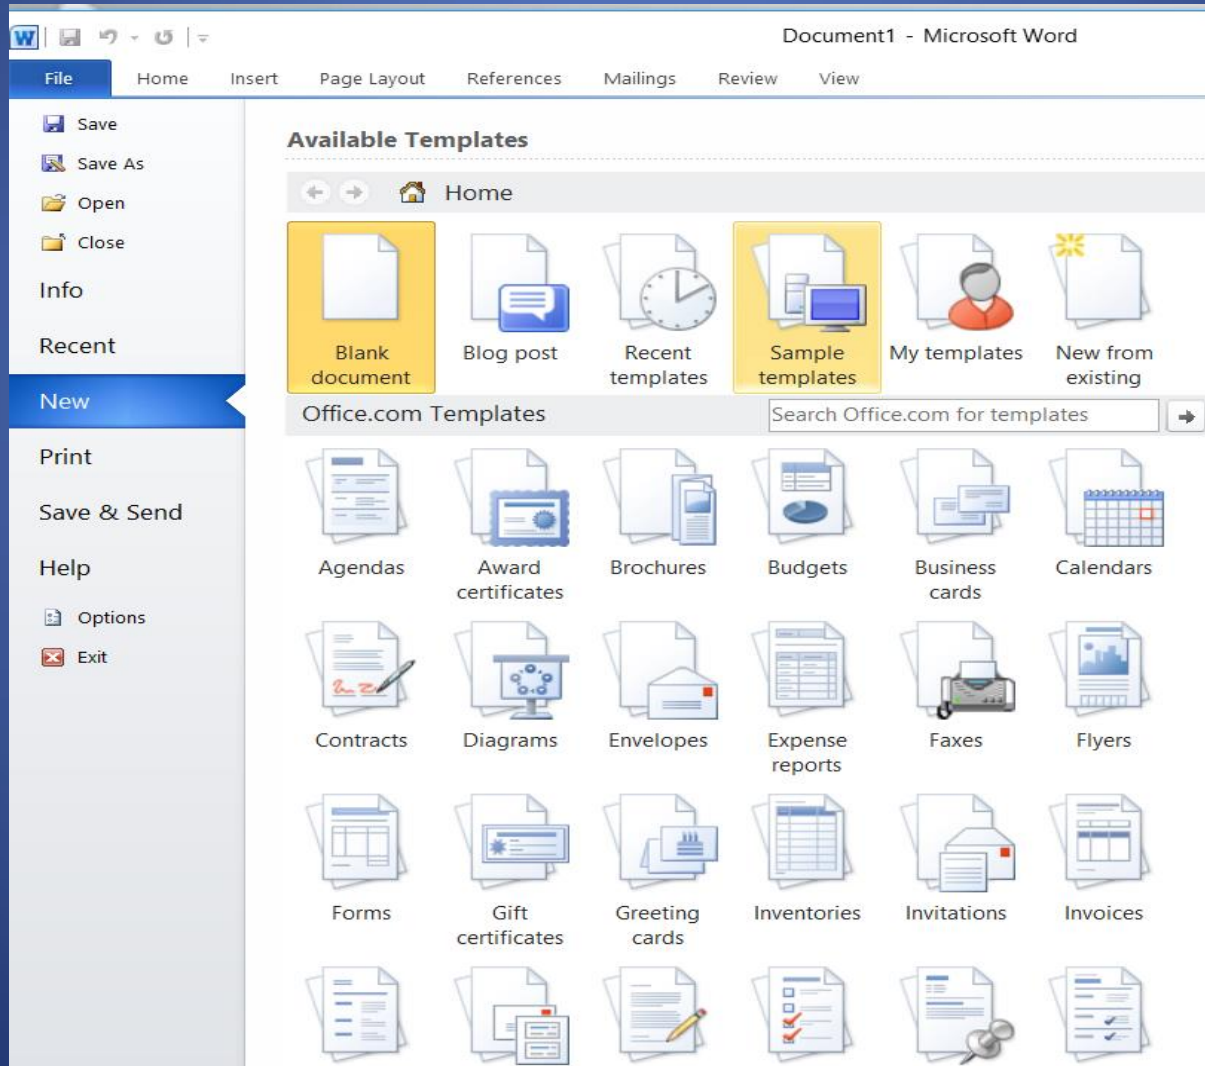 Document1 - Microsoft Word
File Home Insert Page Layout References Mailings Review View
Save
Save As
Open
Close
Info
Recent
New
Print
Save & Send
Help
Options
Exit
Available Templates
Home
Blank document
Blog post
Recent templates
Sample templates
My templates
New from existing
Office.com Templates
Search Office.com for templates
Agendas
Award certificates
Brochures
Budgets
Business cards
Calendars
Contracts
Diagrams
Envelopes
Expense reports
Faxes
Flyers
Forms
Gift certificates
Greeting cards
Inventories
Invitations
Invoices